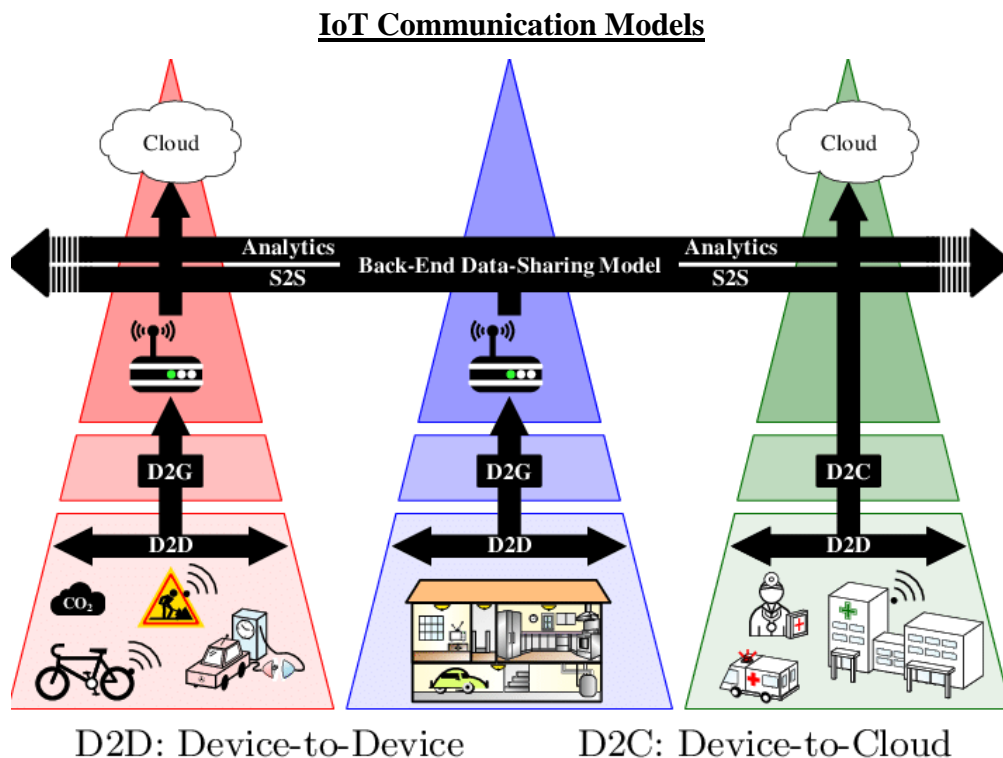 IoT Communication Models
Cloud
Cloud
Analytics
Analytics
Back-End Data-Sharing Model
S2S
S2S
D2G
D2G
D2C
D2D
D2D
D2D
CO₂
D2D: Device-to-Device
D2C: Device-to-Cloud